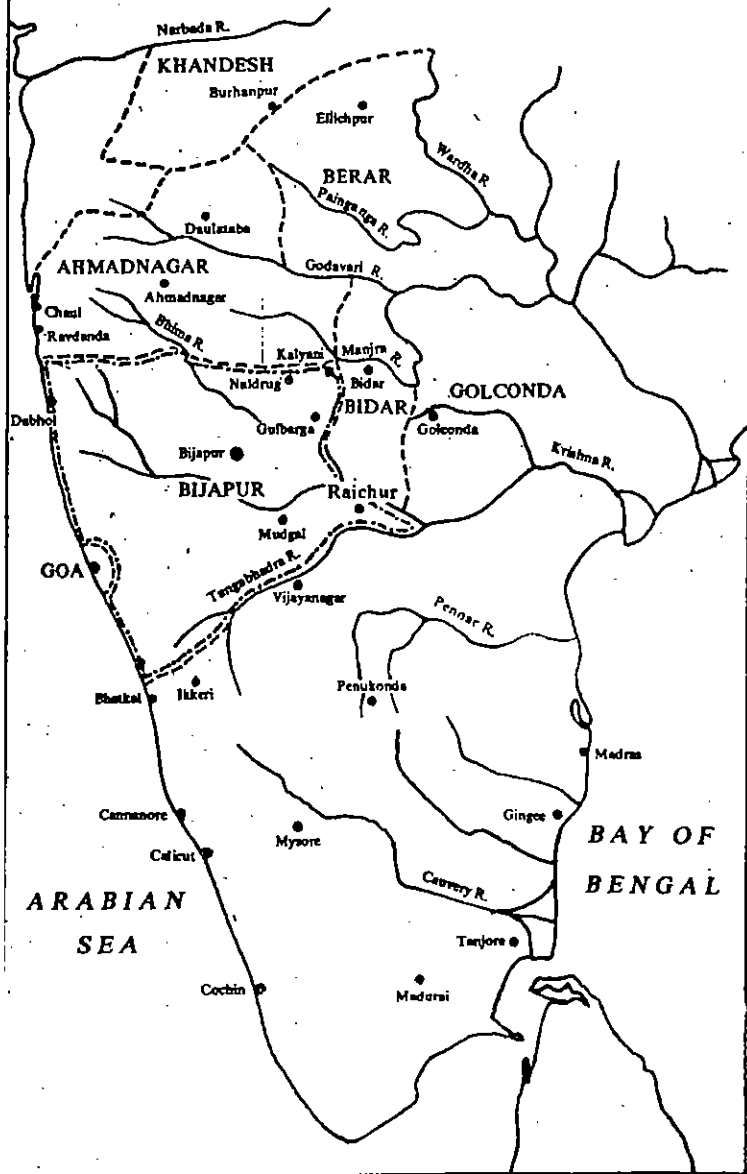 Narbada R.
KHANDESH
Burhanpur
Ellichpur
Wardha R
BERAR
Painganga R.
Daulataba
Godavari R.
AHMADNAGAR
Ahmadnagar
Chaul
Ravdanda
Bhima R.
Kalyani
Manjra R.
Naldrug
Bidar
BIDAR
GOLCONDA
Dabhol
Gulbarga
Golconda
Bijapur
Krishna R.
BIJAPUR
Raichur
Mudgal
GOA
Tungabhadra R.
Vijayanagar
Pennar R.
Bhatkal
Ikkeri
Penukonda
Madras
Cannanore
Mysore
Gingee
Calicut
BAY OF
BENGAL
Cauvery R.
ARABIAN
SEA
Tanjore
Cochin
Madurai